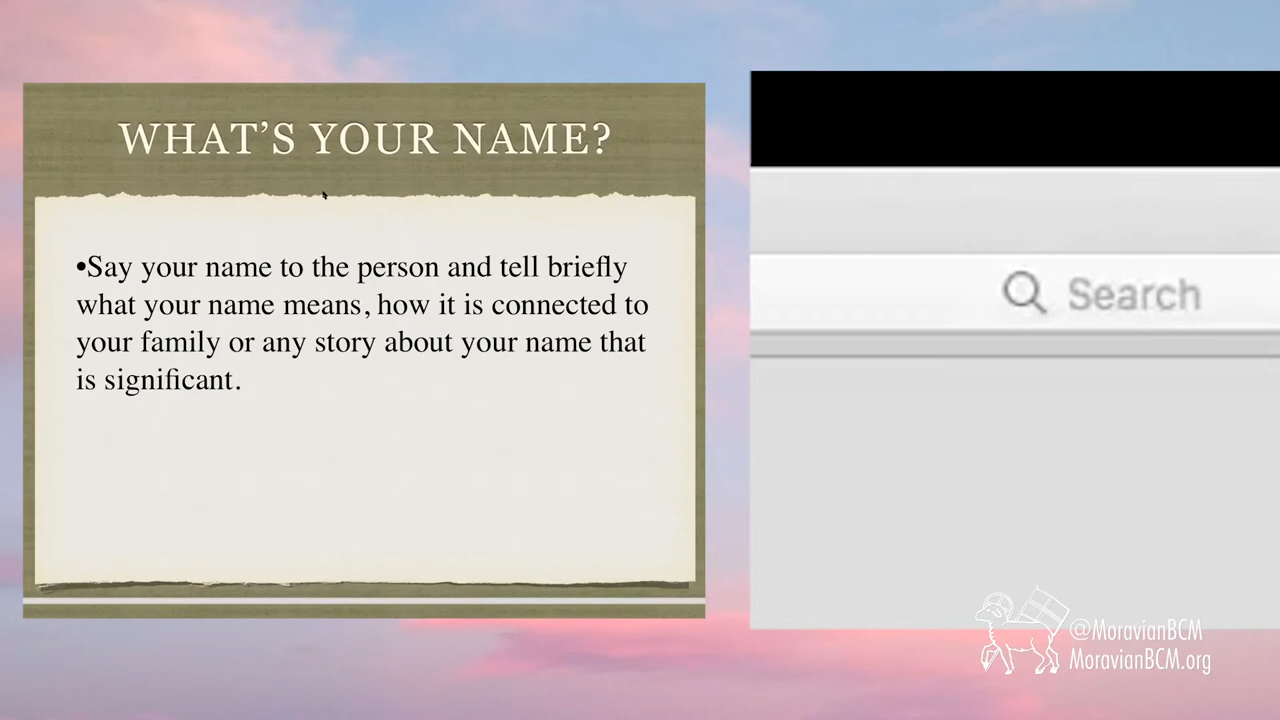 WHAT’S YOUR NAME?
•Say your name to the person and tell briefly
what your name means, how it is connected to
your family or any story about your name that
is significant.
Search
@MoravianBCM
MoravianBCM.org